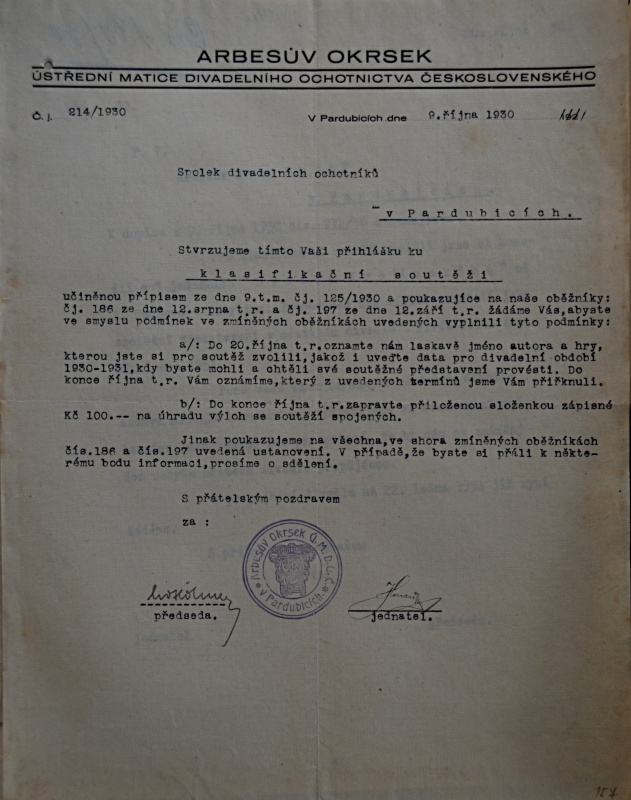 ARBESŮV OKRSEK
ÚSTŘEDNÍ MATICE DIVADELNÍHO OCHOTNICTVA ČESKOSLOVENSKÉHO
Č. j. 214/1930 V Pardubicích dne 9.října 1930
Spolek divadelních ochotníků
v Pardubicích.
Stvrzujeme tímto Vaši přihlášku ku
klasifikační soutěži
učiněnou přípisem ze dne 9.t.m. čj. 125/1930 a poukazujíce na naše oběžníky:
čj. 186 ze dne 12.srpna t.r. a čj. 197 ze dne 12.září t.r. žádáme Vás,abyste
ve smyslu podmínek ve zmíněných oběžníkách uvedených vyplnili tyto podmínky:
a/: Do 20.října t.r.oznamte nám laskavě jméno autora a hry,
kterou jste si pro soutěž zvolili,jakož i uveďte data pro divadelní období
1930-1931,kdy byste mohli a chtěli své soutěžné představení provésti. Do
konce října t.r. Vám oznámíme,který z uvedených termínů jsme Vám přiřknuli.
b/: Do konce října t.r.zapravte přiloženou složenkou zápisné
Kč 100.-- na úhradu výloh se soutěží spojených.
Jinak poukazujeme na všechna,ve shora zmíněných oběžníkách
čís.186 a čís.197 uvedená ustanovení. V případě,že byste si přáli k někte-
rému bodu informaci,prosíme o sdělení.
S přátelským pozdravem
za :
Arbesův Okrsek Ú.M.D.O.Č.
v Pardubicích.
předseda. jednatel.
157